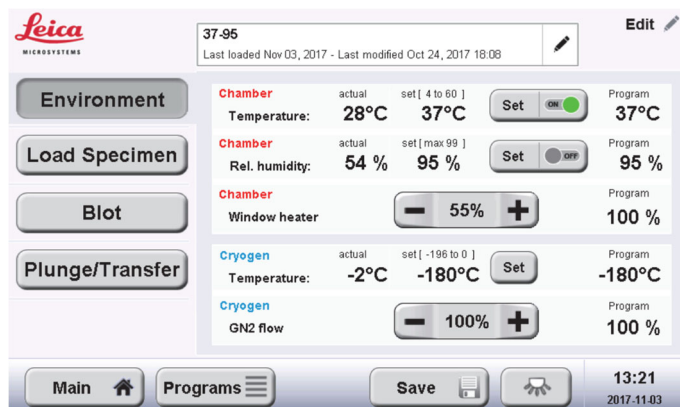 Leica
MICROSYSTEMS
37-95
Last loaded Nov 03, 2017 - Last modified Oct 24, 2017 18:08
Edit
Environment
Load Specimen
Blot
Plunge/Transfer
Chamber actual set [ 4 to 60 ] Program
Temperature: 28°C 37°C Set ON 37°C
Chamber actual set [ max 99 ] Program
Rel. humidity: 54 % 95 % Set OFF 95 %
Chamber Program
Window heater − 55% + 100 %
Cryogen actual set [ -196 to 0 ] Program
Temperature: -2°C -180°C Set -180°C
Cryogen Program
GN2 flow − 100% + 100 %
Main Programs Save 13:21
2017-11-03